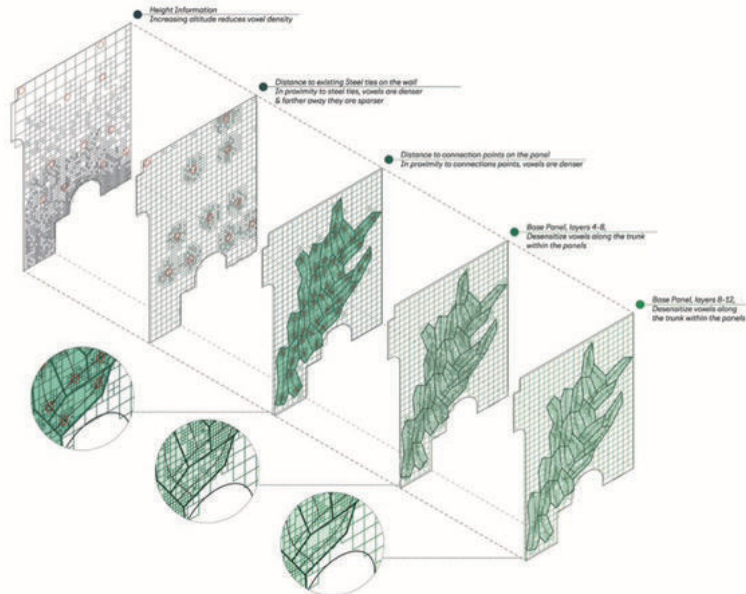 Height Information
Increasing altitude reduces voxel density
Distance to existing Steel ties on the wall
In proximity to steel ties, voxels are denser
& farther away they are sparser
Distance to connection points on the panel
In proximity to connections points, voxels are denser
Base Panel, layers 4-8,
Desensitize voxels along the trunk
within the panels
Base Panel, layers 8-12,
Desensitize voxels along
the trunk within the panels